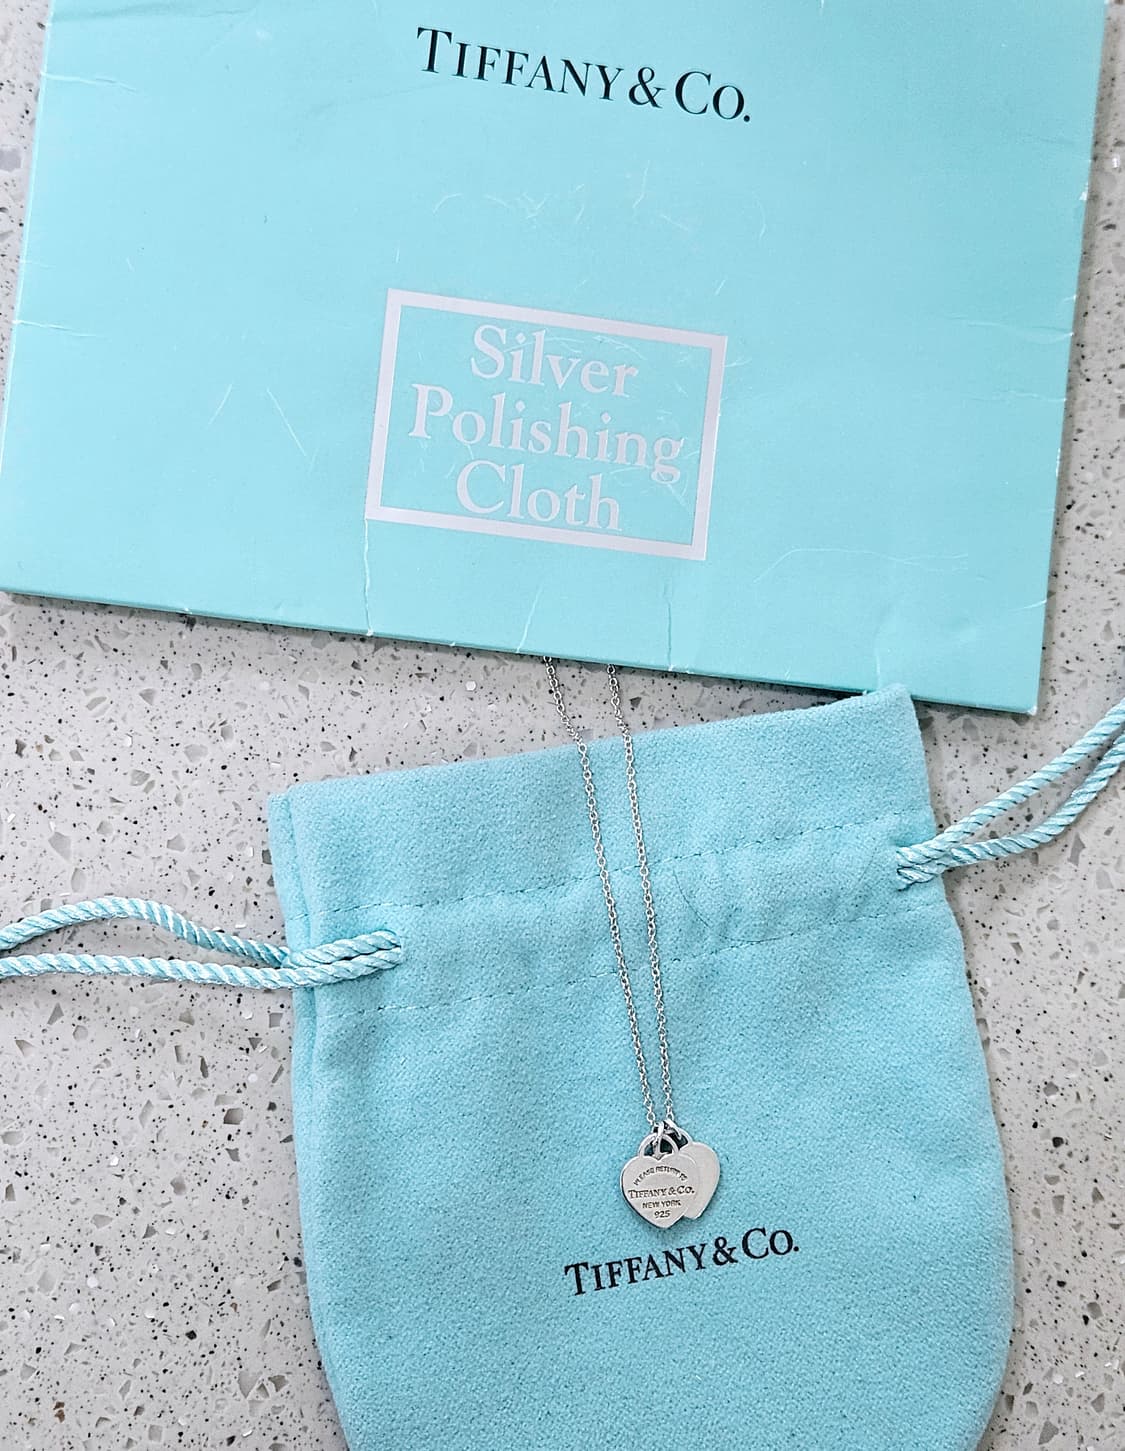 TIFFANY & CO.
Silver
Polishing
Cloth
PLEASE RETURN TO
TIFFANY & CO.
NEW YORK
925
TIFFANY & CO.